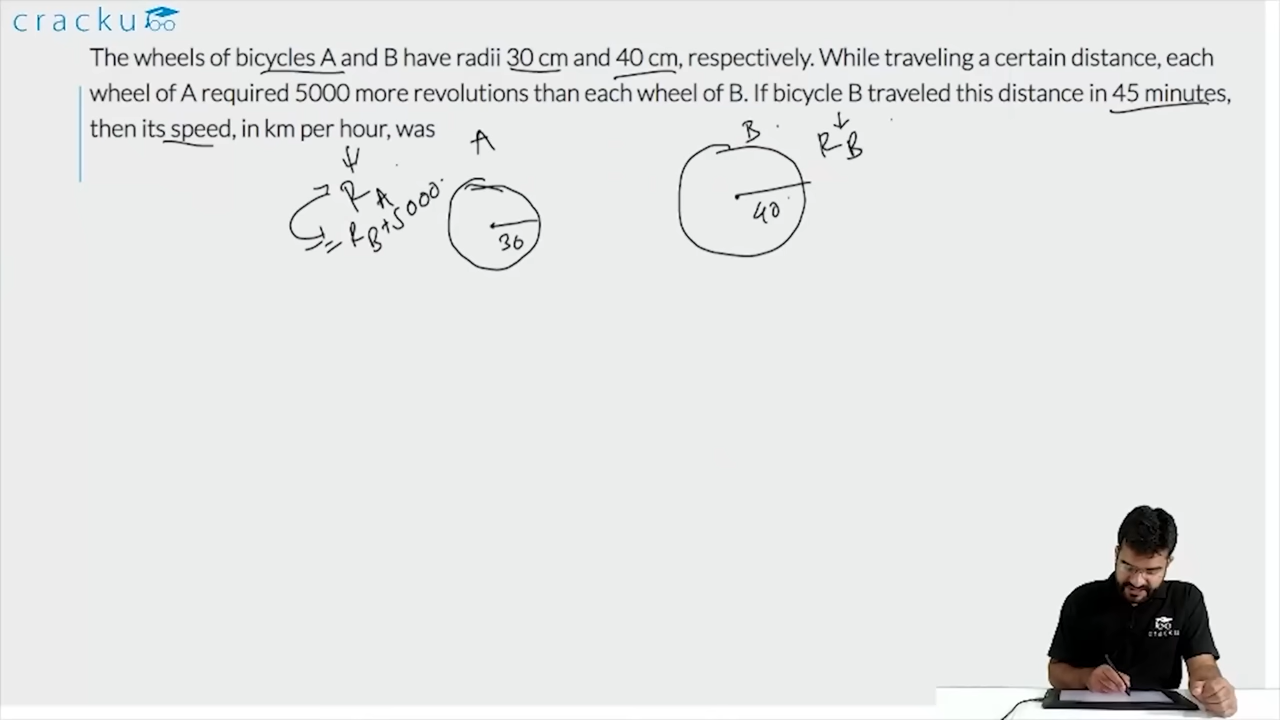 cracku
The wheels of bicycles A and B have radii 30 cm and 40 cm, respectively. While traveling a certain distance, each
wheel of A required 5000 more revolutions than each wheel of B. If bicycle B traveled this distance in 45 minutes,
then its speed, in km per hour, was
A
B
R_B
R_A
= R_B + 5000
30
40
cracku